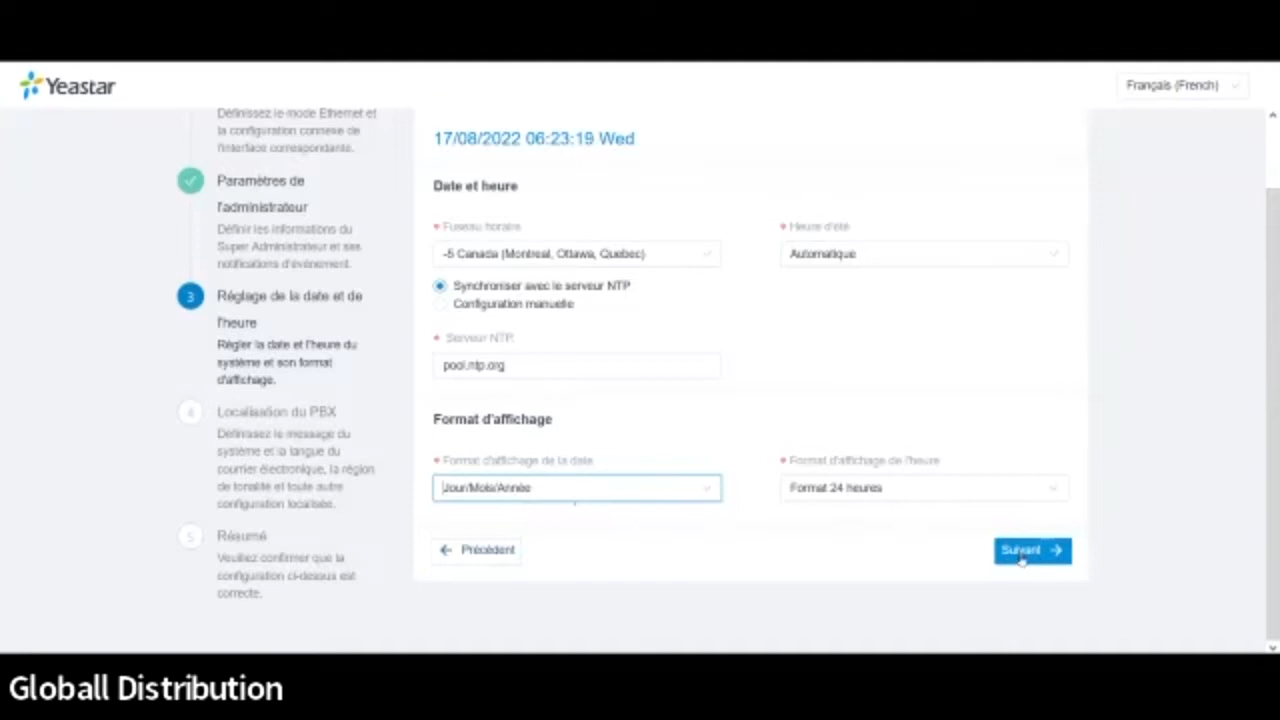 Yeastar
Français (French)
Définissez le mode Ethernet et
la configuration connexe de
l'interface correspondante.
17/08/2022 06:23:19 Wed
Paramètres de
l'administrateur
Définir les informations du
Super Administrateur et ses
notifications d'événement.
3
Réglage de la date et de
l'heure
Régler la date et l'heure du
système et son format
d'affichage.
4
Localisation du PBX
Définissez le message du
système et la langue du
courrier électronique, la région
de tonalité et toute autre
configuration localisée.
5
Résumé
Veuillez confirmer que la
configuration ci-dessus est
correcte.
Date et heure
* Fuseau horaire
* Heure d'été
-5 Canada (Montreal, Ottawa, Quebec)
Automatique
Synchroniser avec le serveur NTP
Configuration manuelle
* Serveur NTP:
pool.ntp.org
Format d'affichage
* Format d'affichage de la date
* Format d'affichage de l'heure
Jour/Mois/Année
Format 24 heures
Précédent
Suivant
Globall Distribution